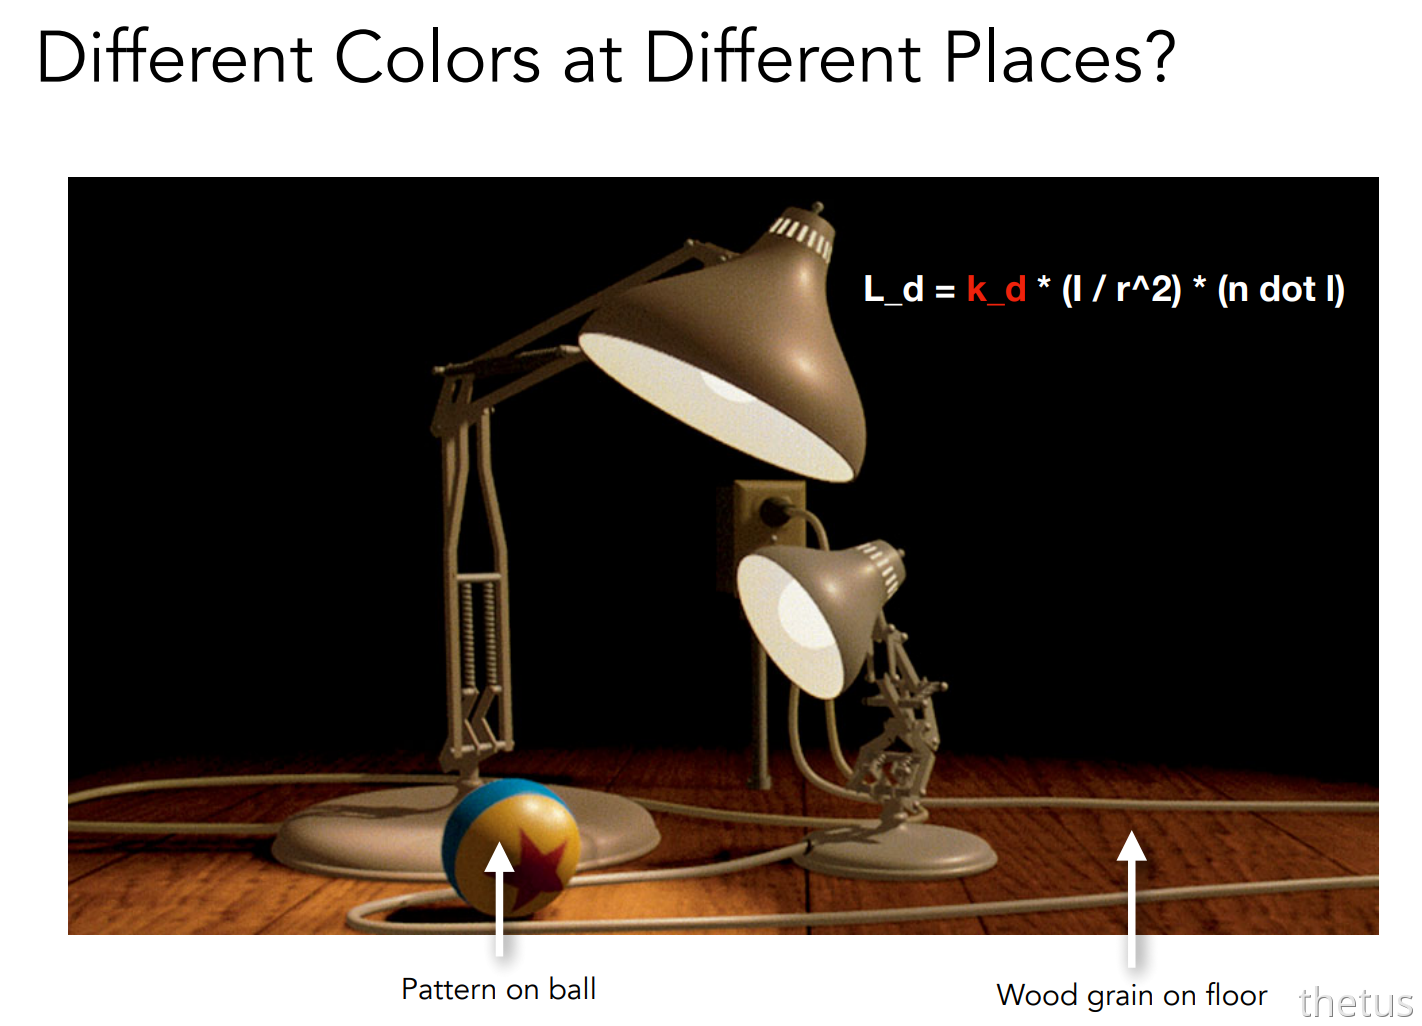 Different Colors at Different Places?
L_d = k_d * (I / r^2) * (n dot l)
Pattern on ball
Wood grain on floor
thetus